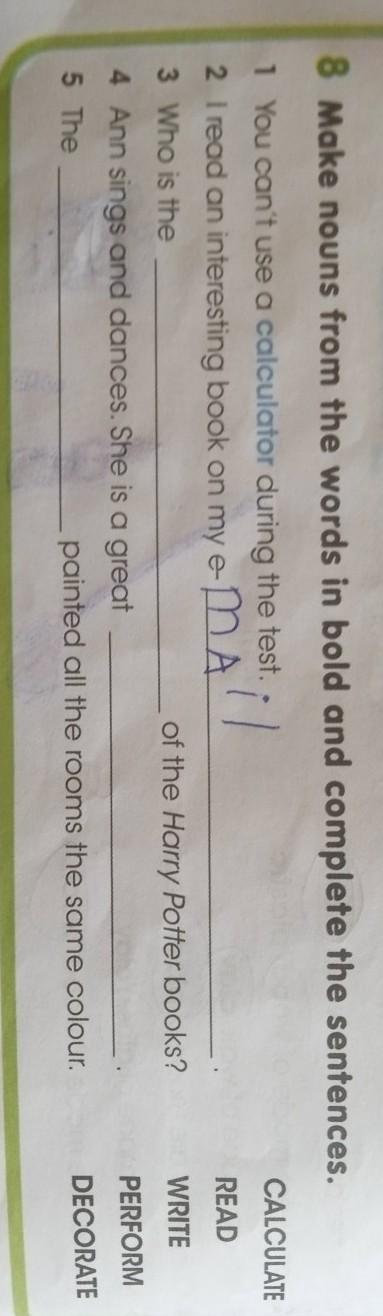 8 Make nouns from the words in bold and complete the sentences.
1 You can't use a calculator during the test. CALCULATE
2 I read an interesting book on my e-mAil. READ
3 Who is the ____ of the Harry Potter books? WRITE
4 Ann sings and dances. She is a great ____. PERFORM
5 The ____ painted all the rooms the same colour. DECORATE